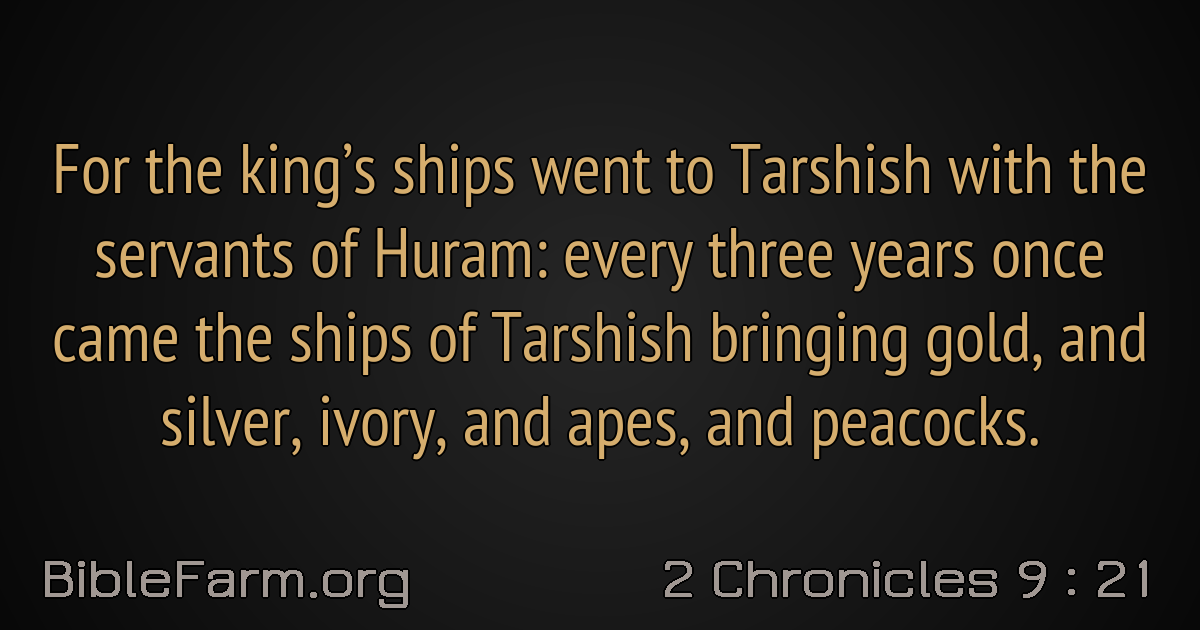 For the king’s ships went to Tarshish with the
servants of Huram: every three years once
came the ships of Tarshish bringing gold, and
silver, ivory, and apes, and peacocks.
BibleFarm.org
2 Chronicles 9 : 21